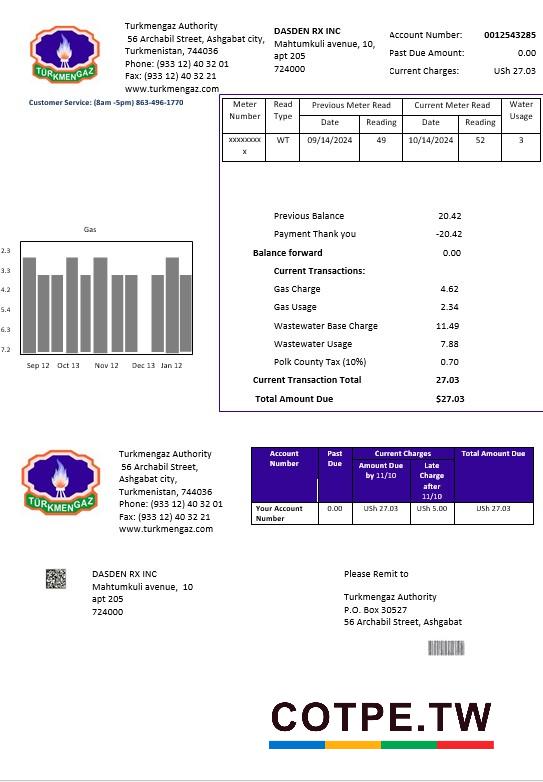 Turkmengaz Authority
56 Archabil Street, Ashgabat city,
Turkmenistan, 744036
Phone: (933 12) 40 32 01
Fax: (933 12) 40 32 21
www.turkmengaz.com
TÜRKMENGAZ
Customer Service: (8am -5pm) 863-496-1770
DASDEN RX INC
Mahtumkuli avenue, 10,
apt 205
724000
Account Number: 0012543285
Past Due Amount: 0.00
Current Charges: USh 27.03
Meter Number Read Type Previous Meter Read Current Meter Read Water Usage
Date Reading Date Reading
xxxxxxxx
x WT 09/14/2024 49 10/14/2024 52 3
Previous Balance 20.42
Payment Thank you -20.42
Balance forward 0.00
Current Transactions:
Gas Charge 4.62
Gas Usage 2.34
Wastewater Base Charge 11.49
Wastewater Usage 7.88
Polk County Tax (10%) 0.70
Current Transaction Total 27.03
Total Amount Due $27.03
Gas
2.3
3.3
4.2
5.4
6.3
7.2
Sep 12 Oct 13 Nov 12 Dec 13 Jan 12
TÜRKMENGAZ
Turkmengaz Authority
56 Archabil Street,
Ashgabat city,
Turkmenistan, 744036
Phone: (933 12) 40 32 01
Fax: (933 12) 40 32 21
www.turkmengaz.com
Account Number Past Due Current Charges Total Amount Due
Amount Due by 11/10 Late Charge after 11/10
Your Account Number 0.00 USh 27.03 USh 5.00 USh 27.03
DASDEN RX INC
Mahtumkuli avenue, 10
apt 205
724000
Please Remit to
Turkmengaz Authority
P.O. Box 30527
56 Archabil Street, Ashgabat
COTPE.TW